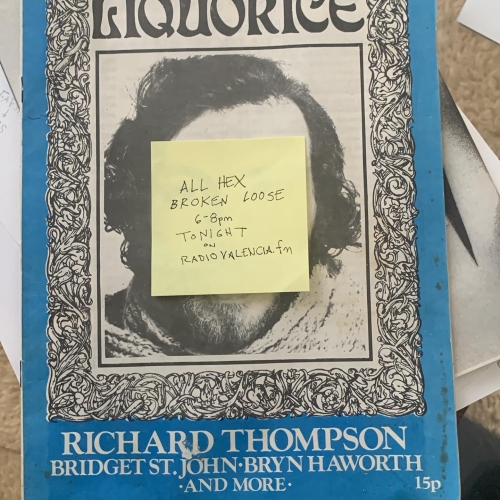 LIQUORICE
ALL HEX
BROKEN LOOSE
6-8pm
TONIGHT
ON
RADIOVALENCIA.fm
RICHARD THOMPSON
BRIDGET ST. JOHN·BRYN HAWORTH
·AND MORE·
15p